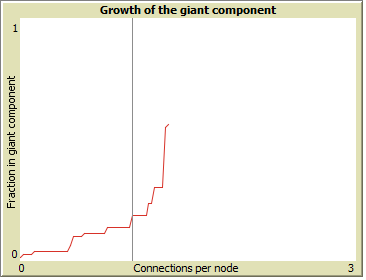 Growth of the giant component
1
Fraction in giant component
0
0
Connections per node
3